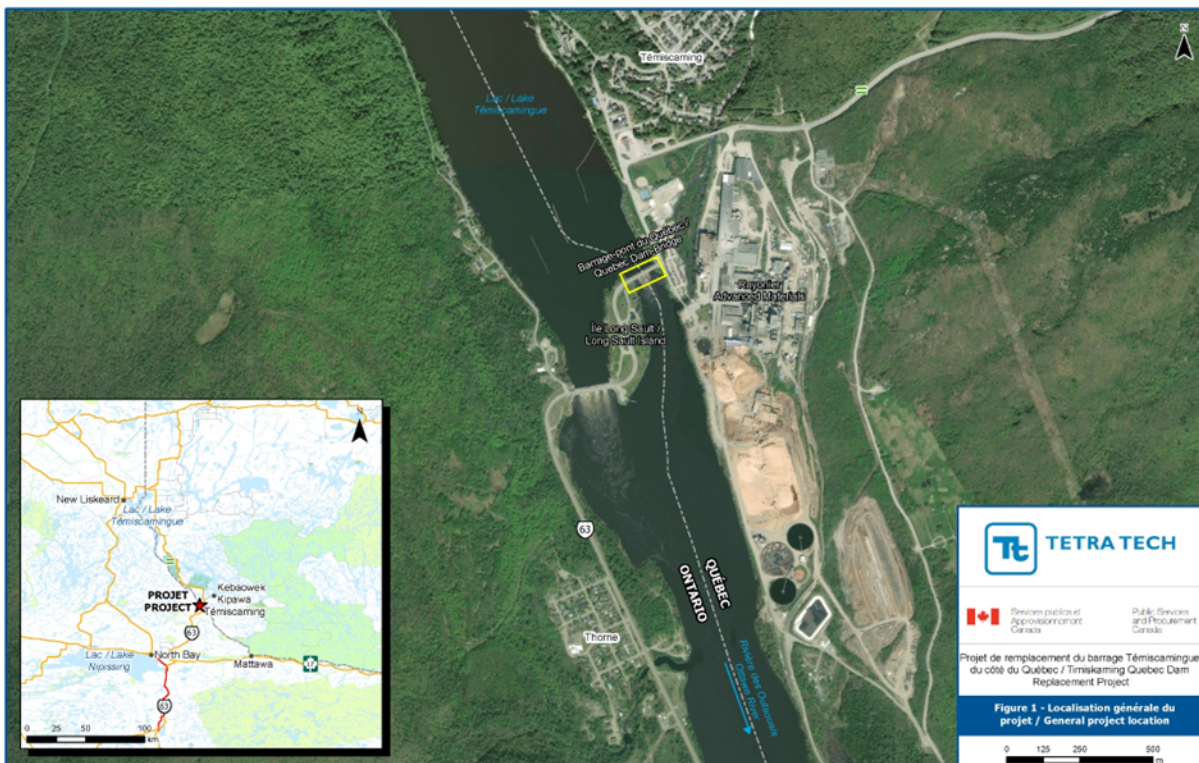 N
Témiscaming
Lac / Lake
Témiscamingue
Barrage-pont du Québec /
Quebec Dam-Bridge
Rayonier
Advanced Materials
Île Long Sault /
Long Sault Island
63
QUÉBEC
ONTARIO
Thorne
Rivière des Outaouais
Ottawa River
New Liskeard
Lac / Lake
Témiscamingue
PROJET
PROJECT
Kebaowek
Kipawa
Témiscaming
63
Lac / Lake
Nipissing
North Bay
Mattawa
17
63
0 25 50 100
km
Tt TETRA TECH
Services publics et
Approvisionnement
Canada
Public Services
and Procurement
Canada
Projet de remplacement du barrage Témiscamingue
du côté du Québec / Timiskaming Quebec Dam
Replacement Project
Figure 1 - Localisation générale du
projet / General project location
0 125 250 500
m